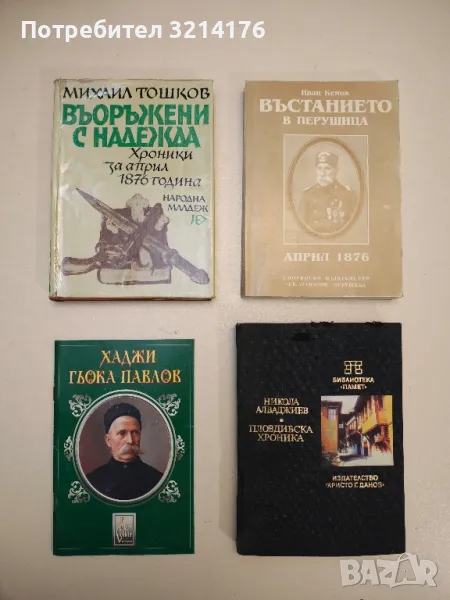 Потребител 3214176
МИХАИЛ ТОШКОВ
ВЪОРЪЖЕНИ
С НАДЕЖДА
Хроники
за април
1876 година
НАРОДНА
МЛАДЕЖ
Иван Кепов
ВЪСТАНИЕТО
В ПЕРУЩИЦА
АПРИЛ 1876
ХАДЖИ
ГЬОКА ПАВЛОВ
БИБЛИОТЕКА
"ПАМЕТ"
НИКОЛА
АЛВАДЖИЕВ
ПЛОВДИВСКА
ХРОНИКА
ИЗДАТЕЛСТВО
"ХРИСТО Г. ДАНОВ"
bazar